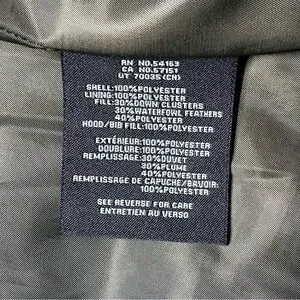 RN NO.54163
CA NO.57151
UT 70035(CN)
SHELL:100%POLYESTER
LINING:100%POLYESTER
FILL:30%DOWN CLUSTERS
30%WATERFOWL FEATHERS
40%POLYESTER
HOOD/BIB FILL:100%POLYESTER
EXTÉRIEUR:100%POLYESTER
DOUBLURE:100%POLYESTER
REMPLISSAGE:30%DUVET
30%PLUME
40%POLYESTER
REMPLISSAGE DE CAPUCHE/BAVOIR:
100%POLYESTER
SEE REVERSE FOR CARE
ENTRETIEN AU VERSO